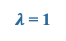 λ = 1